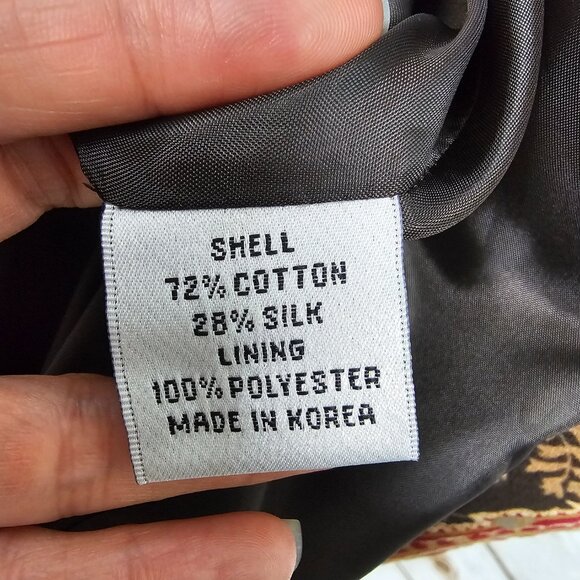 SHELL
72% COTTON
28% SILK
LINING
100% POLYESTER
MADE IN KOREA